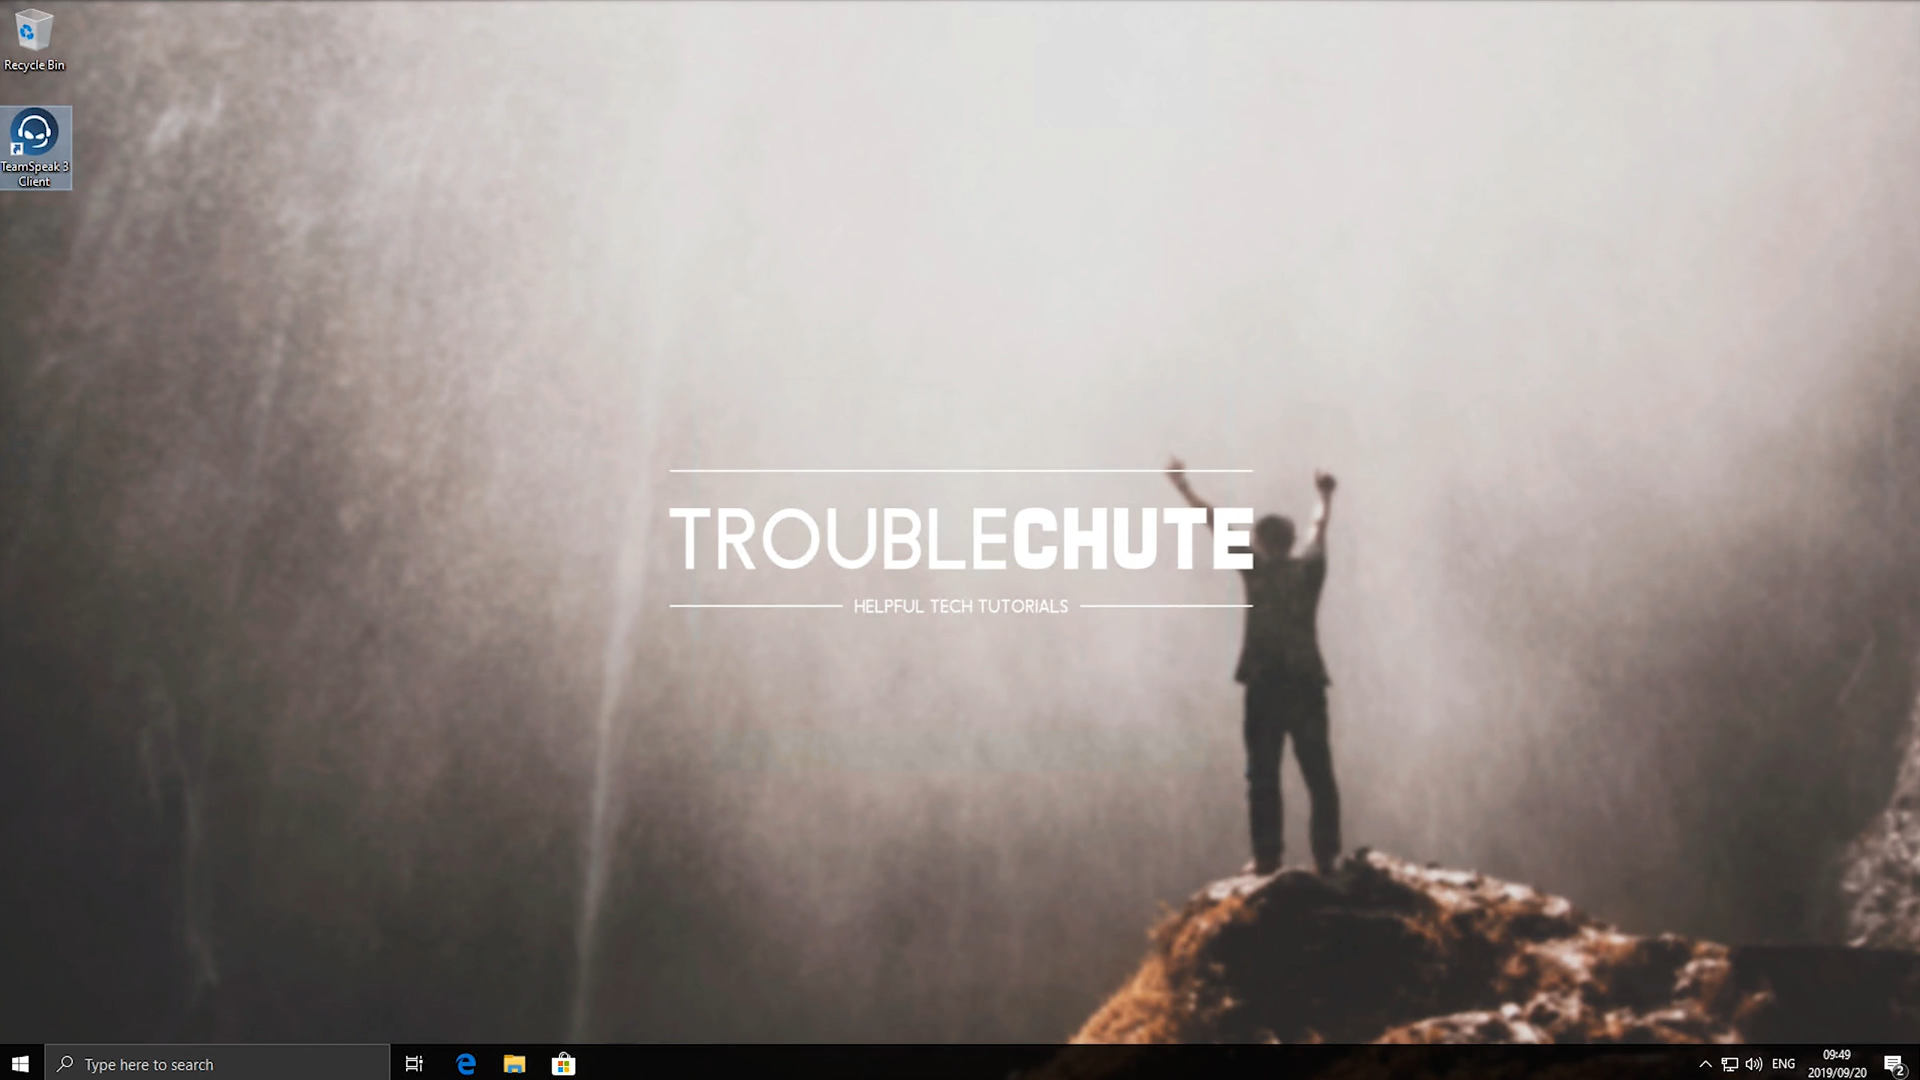 Recycle Bin
TeamSpeak 3
Client
TROUBLECHUTE
HELPFUL TECH TUTORIALS
Type here to search
ENG
09:49
2019/09/20
2